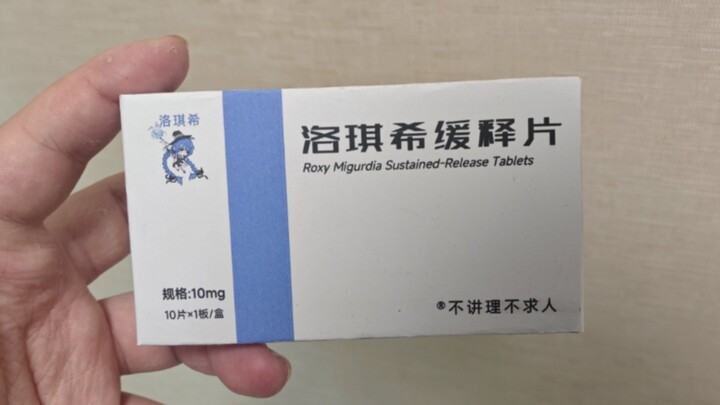 洛琪希
洛琪希缓释片
Roxy Migurdia Sustained-Release Tablets
规格:10mg
10片×1板/盒
®不讲理不求人